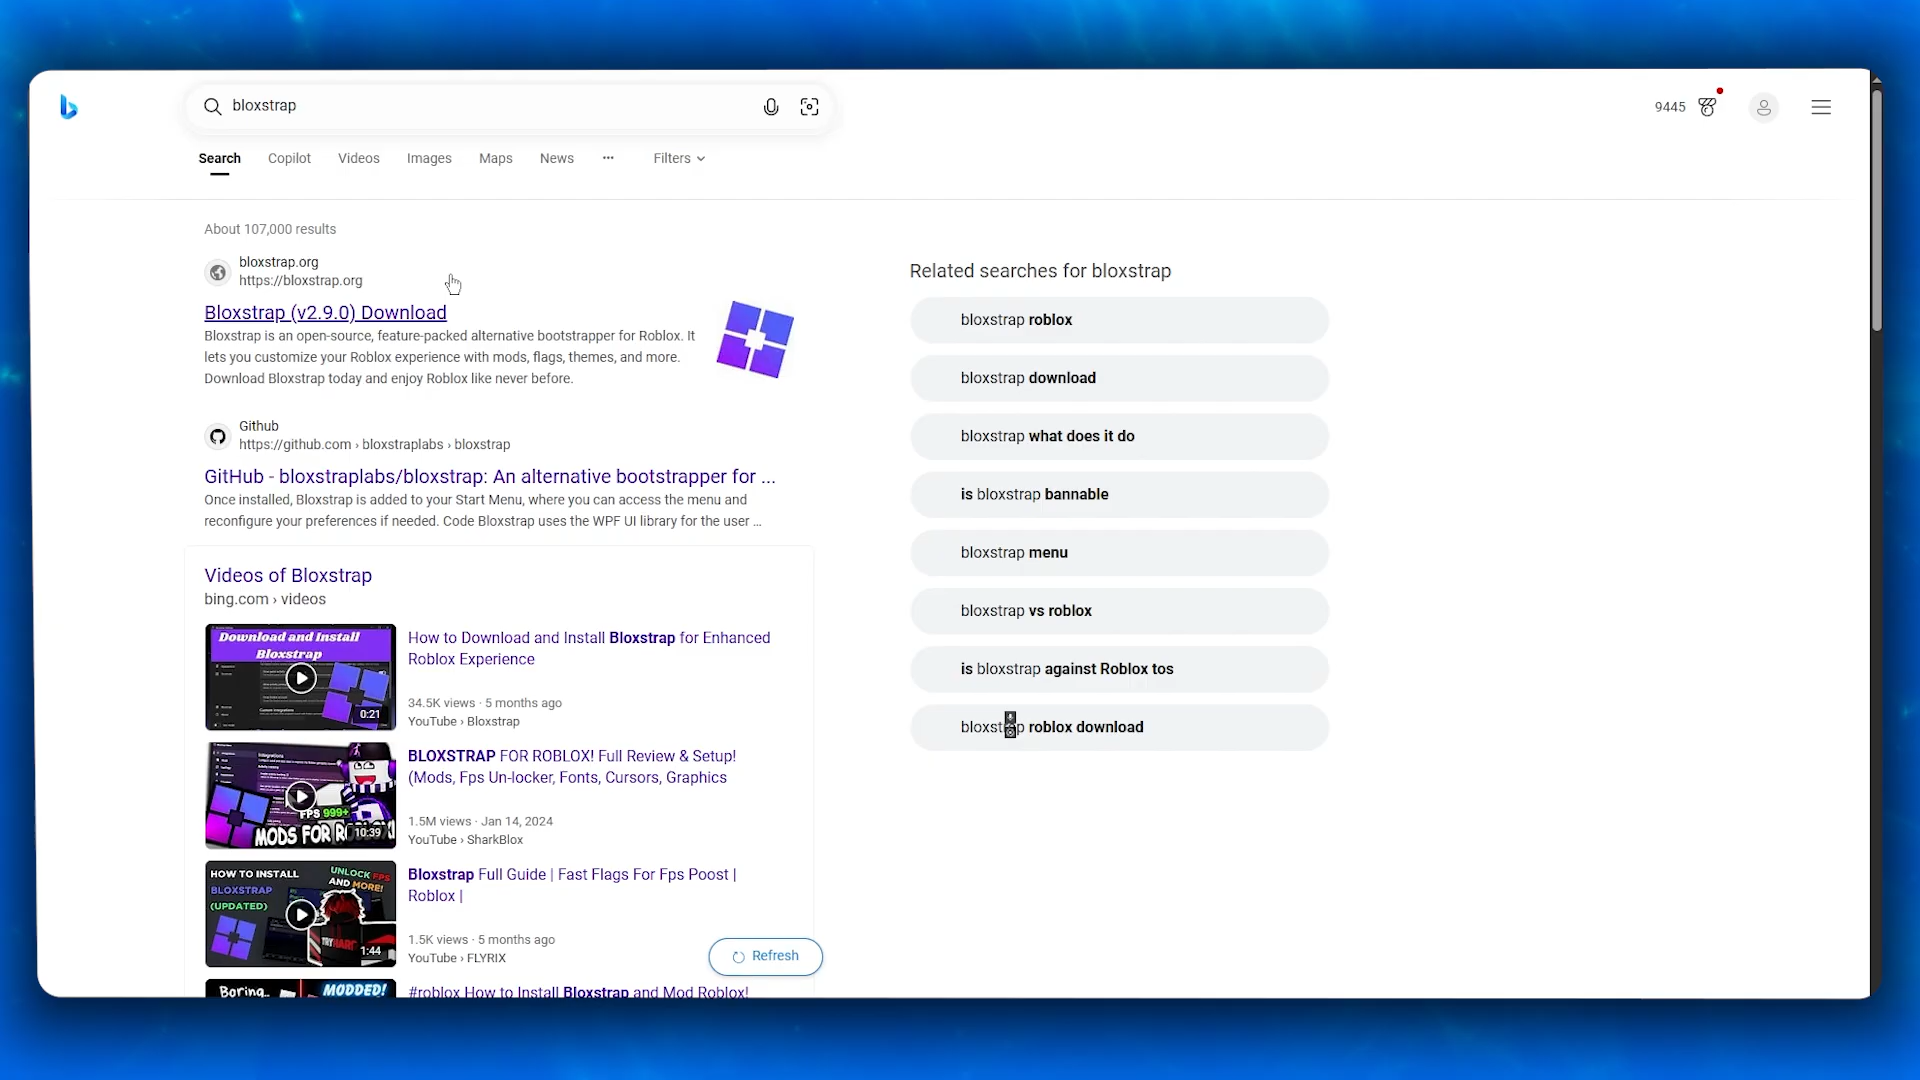 bloxstrap
9445
Search Copilot Videos Images Maps News ··· Filters
About 107,000 results
bloxstrap.org
https://bloxstrap.org
Bloxstrap (v2.9.0) Download
Bloxstrap is an open-source, feature-packed alternative bootstrapper for Roblox. It
lets you customize your Roblox experience with mods, flags, themes, and more.
Download Bloxstrap today and enjoy Roblox like never before.
Github
https://github.com › bloxstraplabs › bloxstrap
GitHub - bloxstraplabs/bloxstrap: An alternative bootstrapper for ...
Once installed, Bloxstrap is added to your Start Menu, where you can access the menu and
reconfigure your preferences if needed. Code Bloxstrap uses the WPF UI library for the user ...
Videos of Bloxstrap
bing.com › videos
Download and Install
Bloxstrap
0:21
How to Download and Install Bloxstrap for Enhanced
Roblox Experience
34.5K views · 5 months ago
YouTube › Bloxstrap
FPS 999+
MODS FOR R
10:39
BLOXSTRAP FOR ROBLOX! Full Review & Setup!
(Mods, Fps Un-locker, Fonts, Cursors, Graphics
1.5M views · Jan 14, 2024
YouTube › SharkBlox
HOW TO INSTALL
BLOXSTRAP
(UPDATED)
UNLOCK FPS
AND MORE!
1:44
Bloxstrap Full Guide | Fast Flags For Fps Poost |
Roblox |
1.5K views · 5 months ago
YouTube › FLYRIX
Refresh
Boring..
MODDED!
#roblox How to Install Bloxstrap and Mod Roblox!
Related searches for bloxstrap
bloxstrap roblox
bloxstrap download
bloxstrap what does it do
is bloxstrap bannable
bloxstrap menu
bloxstrap vs roblox
is bloxstrap against Roblox tos
bloxstrap roblox download